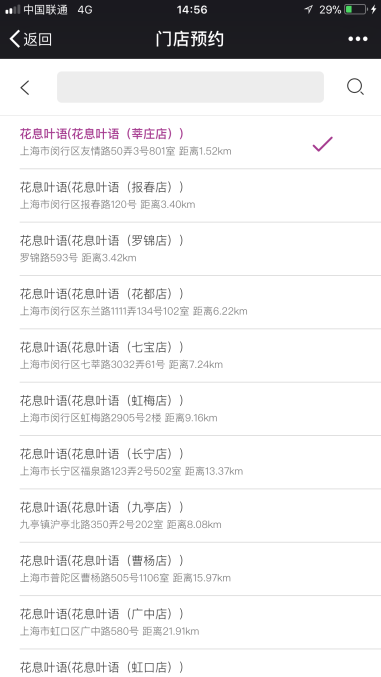 中国联通 4G 14:56 29%
返回 门店预约
花息叶语(花息叶语（莘庄店）)
上海市闵行区友情路50弄3号801室 距离1.52km
花息叶语(花息叶语（报春店）)
上海市闵行区报春路120号 距离3.40km
花息叶语(花息叶语（罗锦店）)
罗锦路593号 距离3.42km
花息叶语(花息叶语（花都店）)
上海市闵行区东兰路1111弄134号102室 距离6.22km
花息叶语(花息叶语（七宝店）)
上海市闵行区七莘路3032弄61号 距离7.24km
花息叶语(花息叶语（虹梅店）)
上海市闵行区虹梅路2905号2楼 距离9.16km
花息叶语(花息叶语（长宁店）)
上海市长宁区福泉路123弄2号502室 距离13.37km
花息叶语(花息叶语（九亭店）)
九亭镇沪亭北路350弄2号202室 距离8.08km
花息叶语(花息叶语（曹杨店）)
上海市普陀区曹杨路505号1106室 距离15.97km
花息叶语(花息叶语（广中店）)
上海市虹口区广中路580号 距离21.91km
花息叶语(花息叶语（虹口店）)